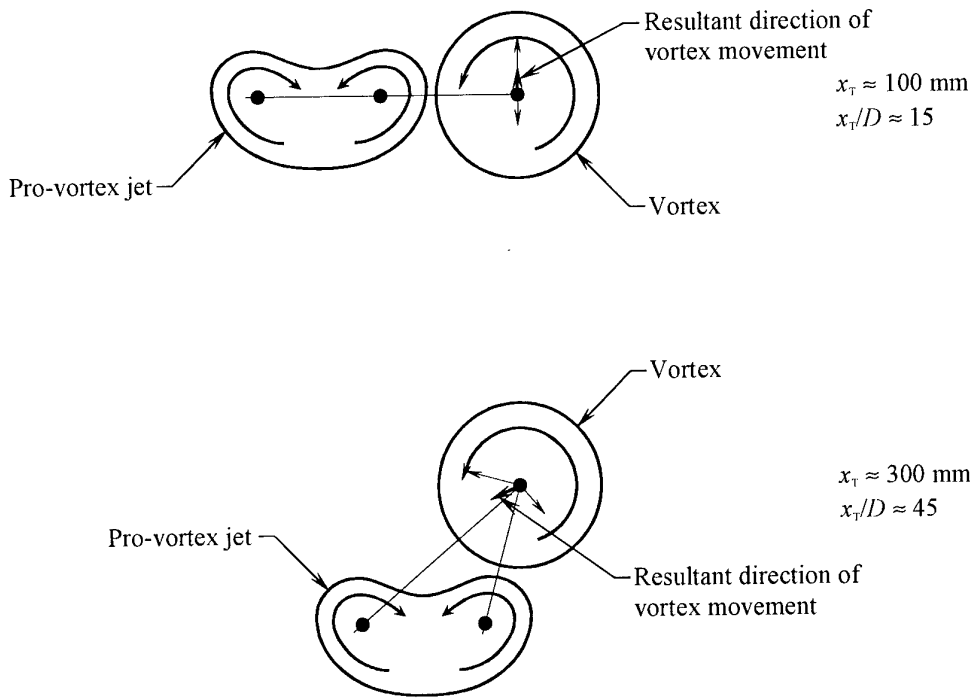 Resultant direction of
vortex movement
x_T ≈ 100 mm
x_T/D ≈ 15
Pro-vortex jet
Vortex
Vortex
x_T ≈ 300 mm
x_T/D ≈ 45
Pro-vortex jet
Resultant direction of
vortex movement